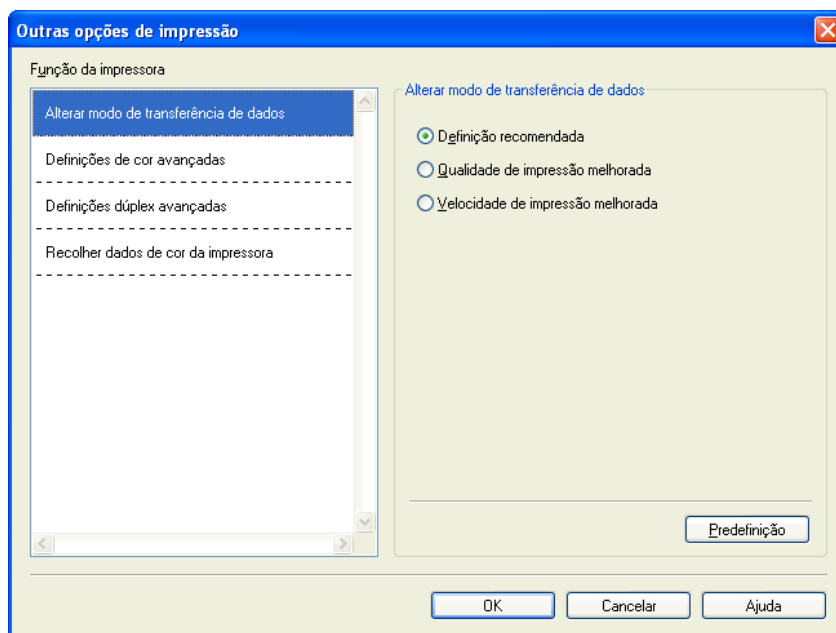 Outras opções de impressão
Função da impressora
Alterar modo de transferência de dados
Definições de cor avançadas
Definições dúplex avançadas
Recolher dados de cor da impressora
Alterar modo de transferência de dados
Definição recomendada
Qualidade de impressão melhorada
Velocidade de impressão melhorada
Predefinição
OK
Cancelar
Ajuda